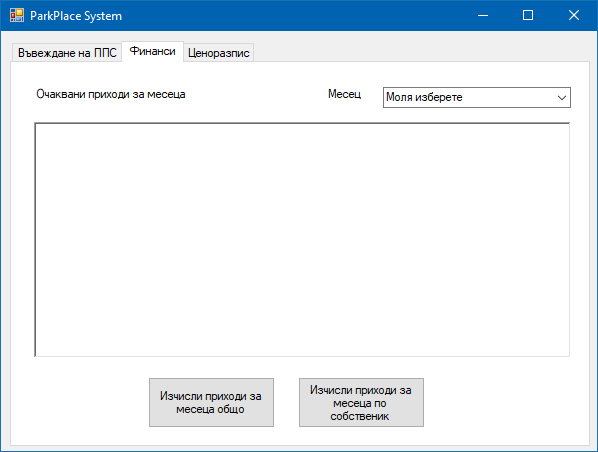 ParkPlace System
Въвеждане на ППС
Финанси
Ценоразпис
Очаквани приходи за месеца
Месец
Моля изберете
Изчисли приходи за
месеца общо
Изчисли приходи за
месеца по
собственик